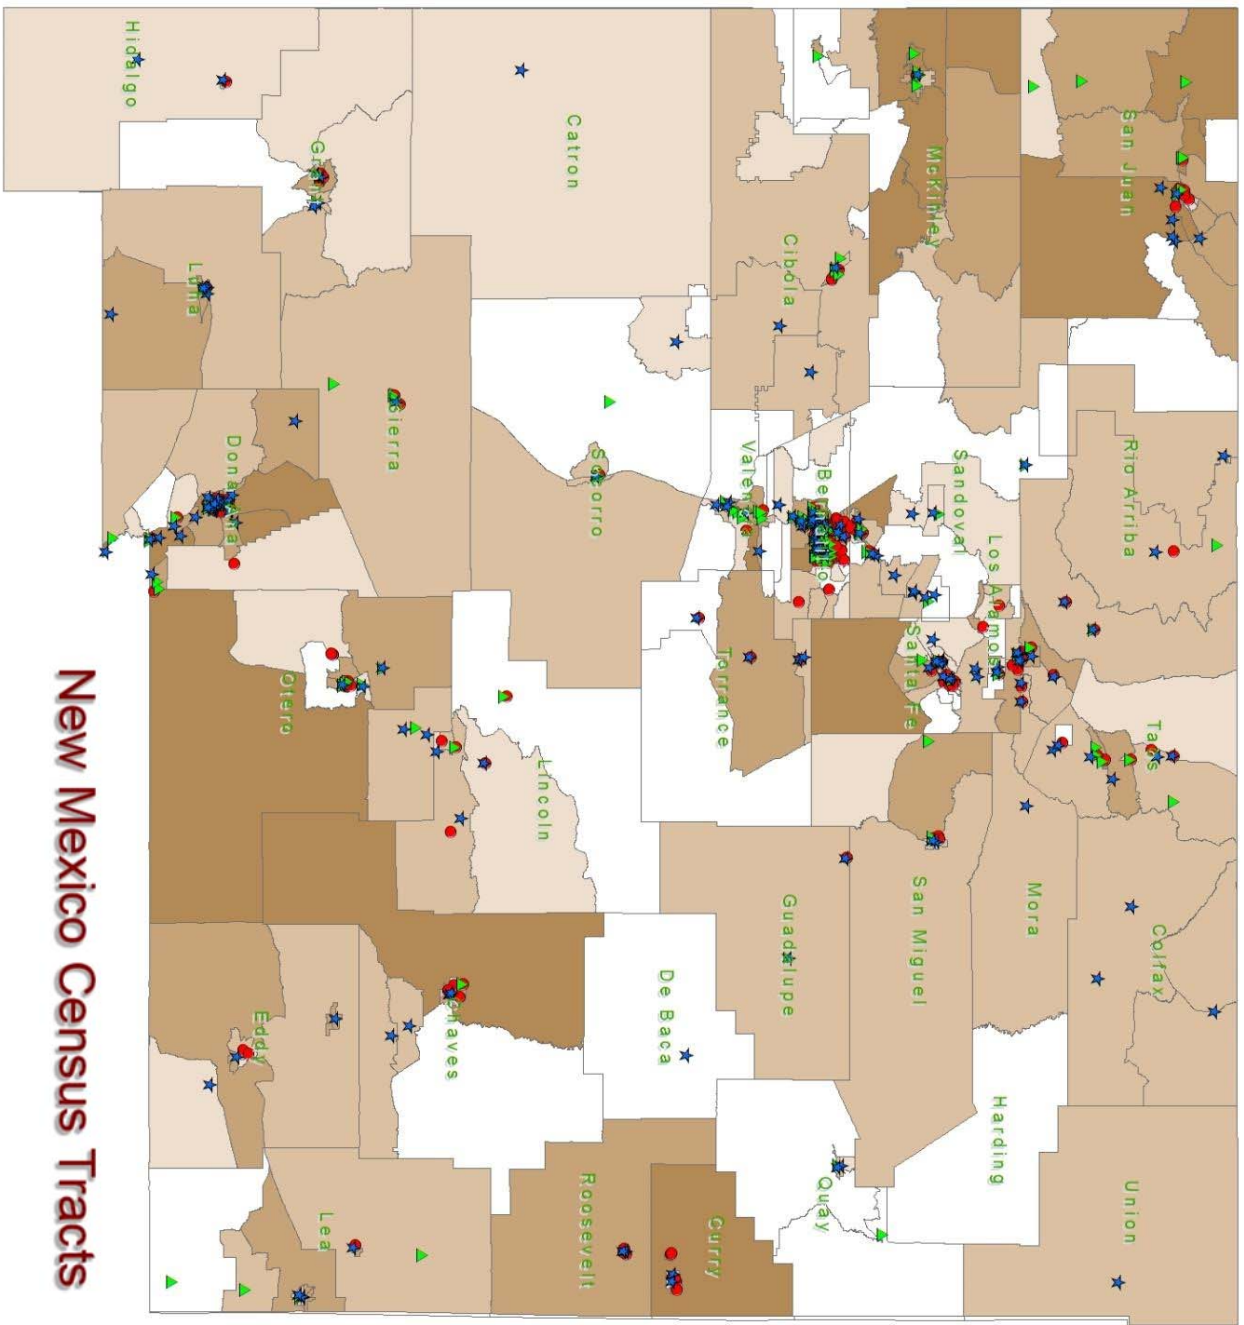 San Juan
Rio Arriba
Taos
Colfax
Union
McKinley
Sandoval
Los Alamos
Mora
Harding
Cibola
Santa Fe
San Miguel
Valencia
Bernalillo
Torrance
Guadalupe
Quay
Catron
Socorro
De Baca
Curry
Roosevelt
Lincoln
Grant
Sierra
Chaves
Hidalgo
Luna
Dona Ana
Otero
Eddy
Lea
New Mexico Census Tracts